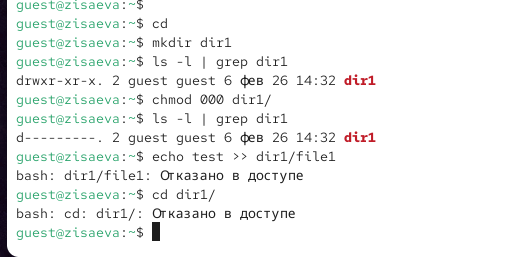 guest@zisaeva:~$
guest@zisaeva:~$ cd
guest@zisaeva:~$ mkdir dir1
guest@zisaeva:~$ ls -l | grep dir1
drwxr-xr-x. 2 guest guest 6 фев 26 14:32 dir1
guest@zisaeva:~$ chmod 000 dir1/
guest@zisaeva:~$ ls -l | grep dir1
d---------. 2 guest guest 6 фев 26 14:32 dir1
guest@zisaeva:~$ echo test >> dir1/file1
bash: dir1/file1: Отказано в доступе
guest@zisaeva:~$ cd dir1/
bash: cd: dir1/: Отказано в доступе
guest@zisaeva:~$